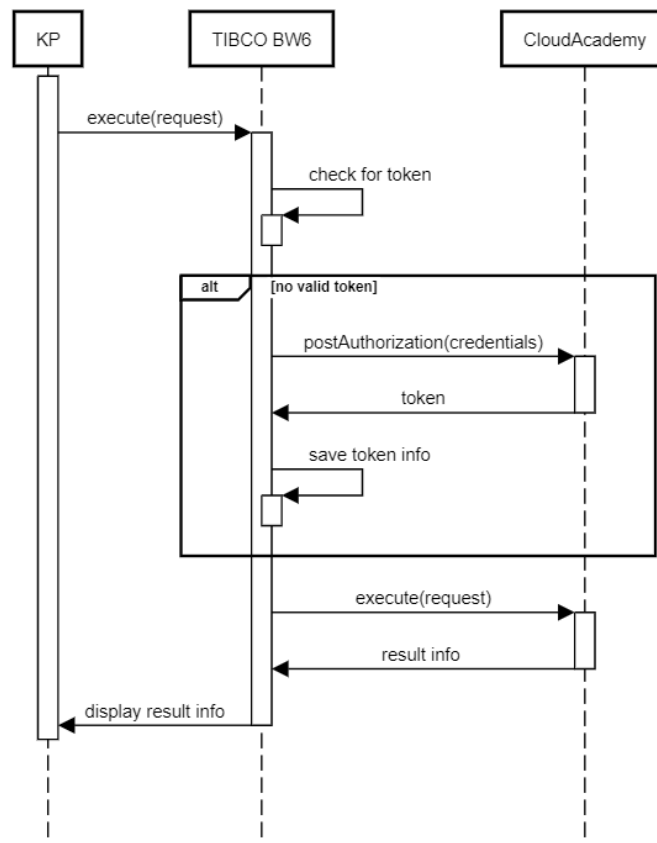 KP
TIBCO BW6
CloudAcademy
execute(request)
check for token
alt
[no valid token]
postAuthorization(credentials)
token
save token info
execute(request)
result info
display result info